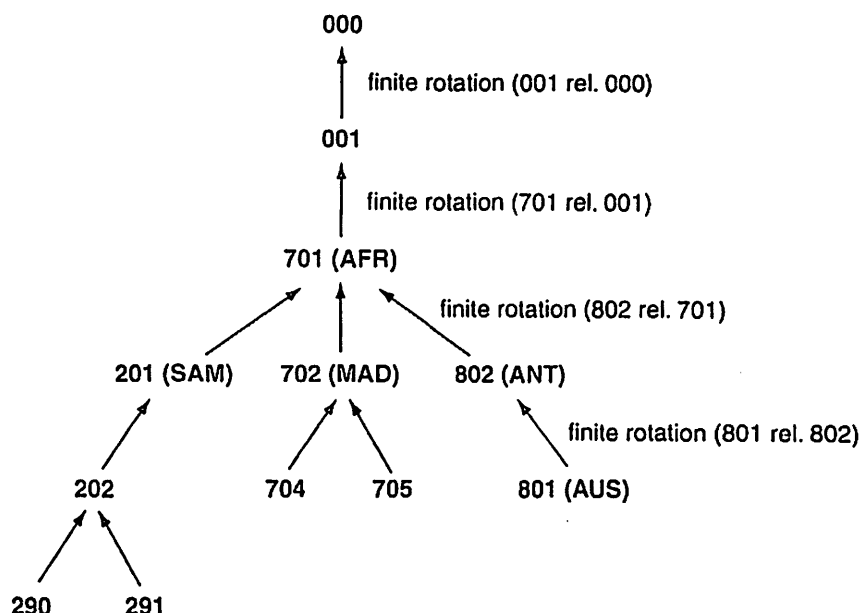 000
finite rotation (001 rel. 000)
001
finite rotation (701 rel. 001)
701 (AFR)
finite rotation (802 rel. 701)
201 (SAM) 702 (MAD) 802 (ANT)
finite rotation (801 rel. 802)
202 704 705 801 (AUS)
290 291